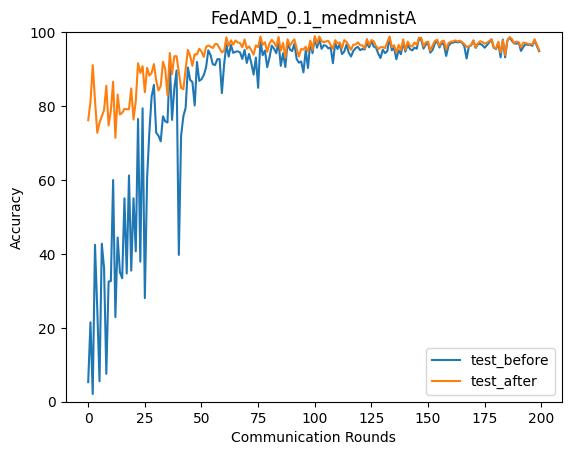 FedAMD_0.1_medmnistA
100
80
60
40
20
0
Accuracy
0 25 50 75 100 125 150 175 200
Communication Rounds
test_before
test_after